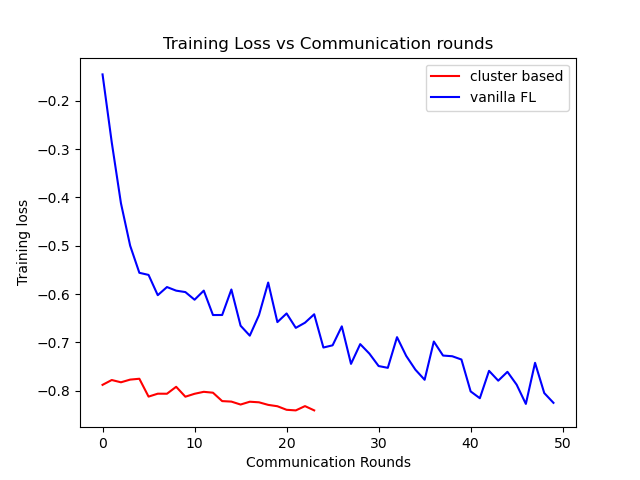 Training Loss vs Communication rounds
cluster based
vanilla FL
−0.2
−0.3
−0.4
−0.5
−0.6
−0.7
−0.8
Training loss
0 10 20 30 40 50
Communication Rounds